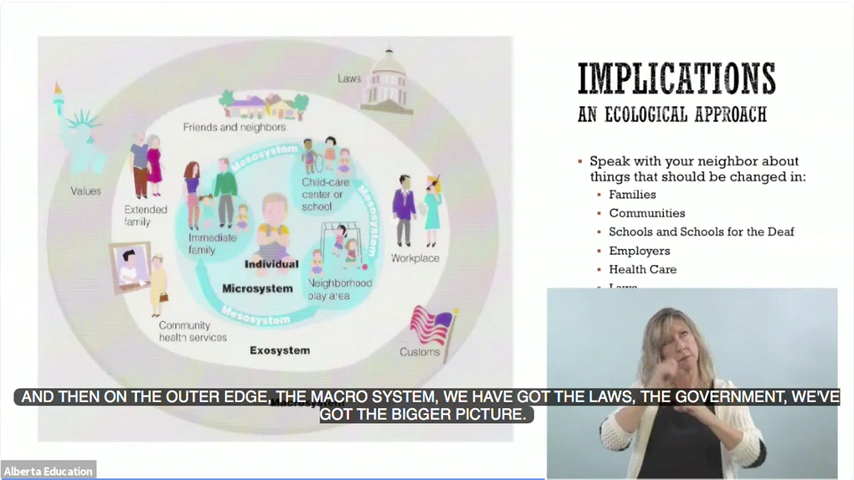 IMPLICATIONS
AN ECOLOGICAL APPROACH
Speak with your neighbor about
things that should be changed in:
Families
Communities
Schools and Schools for the Deaf
Employers
Health Care
Laws
Laws
Friends and neighbors
Mesosystem
Values
Extended
family
Immediate
family
Child-care
center or
school
Mesosystem
Workplace
Individual
Microsystem
Neighborhood
play area
Mesosystem
Community
health services
Exosystem
Customs
AND THEN ON THE OUTER EDGE, THE MACRO SYSTEM, WE HAVE GOT THE LAWS, THE GOVERNMENT, WE'VE
GOT THE BIGGER PICTURE.
Alberta Education